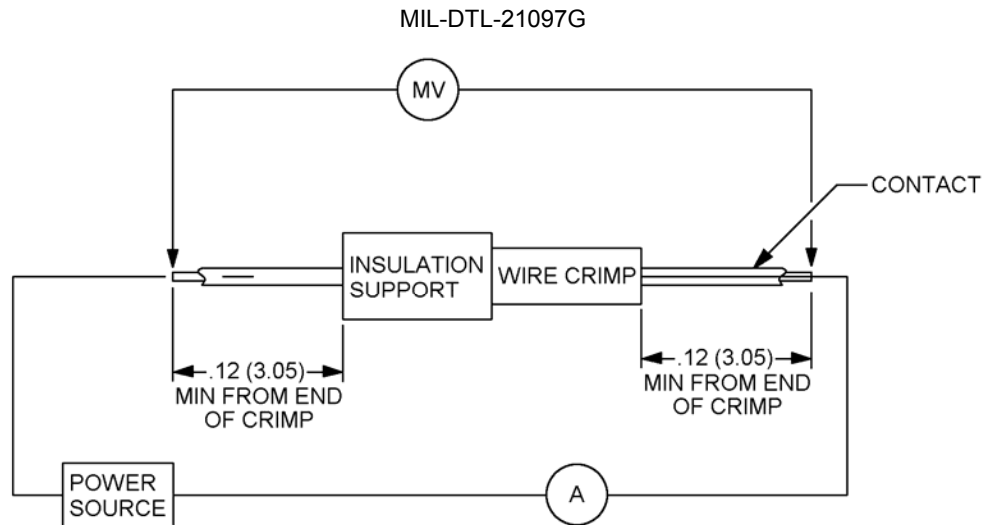 MIL-DTL-21097G
MV
CONTACT
INSULATION
SUPPORT
WIRE CRIMP
.12 (3.05)
MIN FROM END
OF CRIMP
.12 (3.05)
MIN FROM END
OF CRIMP
POWER
SOURCE
A